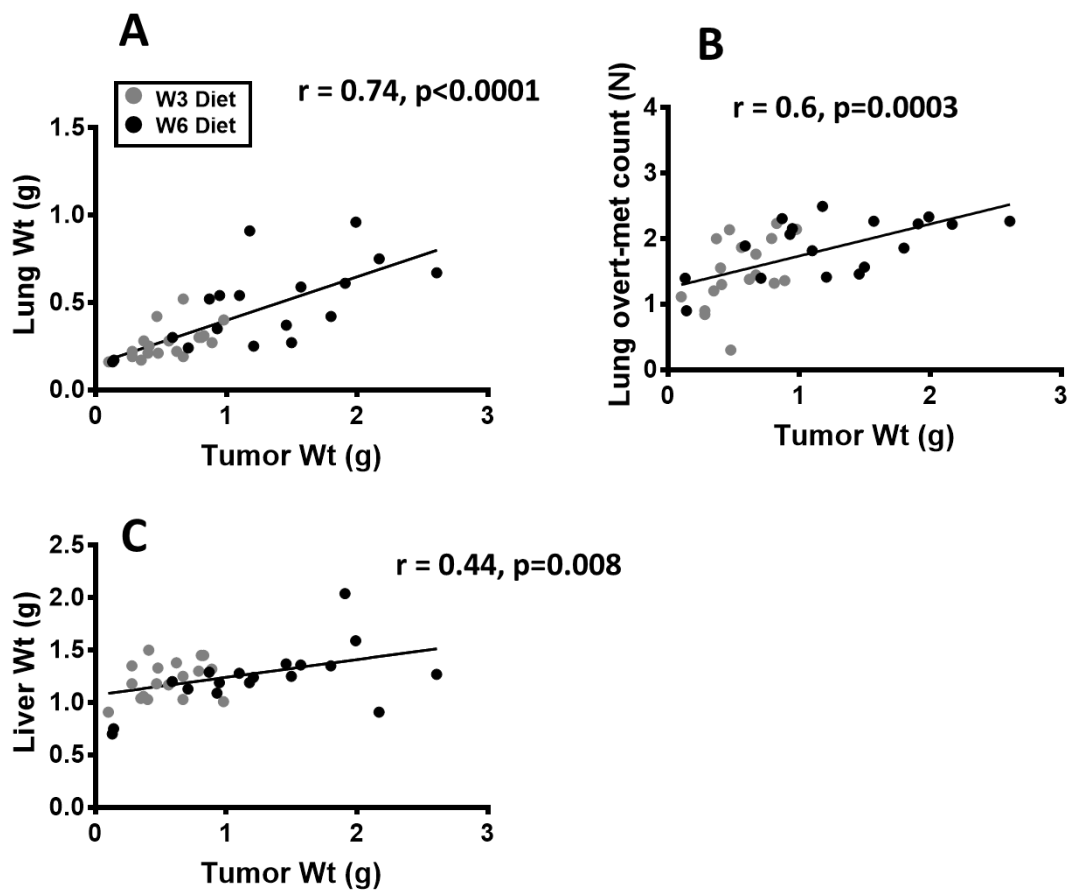 A
W3 Diet
W6 Diet
r = 0.74, p<0.0001
Lung Wt (g)
1.5
1.0
0.5
0.0
0 1 2 3
Tumor Wt (g)
B
r = 0.6, p=0.0003
Lung overt-met count (N)
4
3
2
1
0
0 1 2 3
Tumor Wt (g)
C
r = 0.44, p=0.008
Liver Wt (g)
2.5
2.0
1.5
1.0
0.5
0.0
0 1 2 3
Tumor Wt (g)